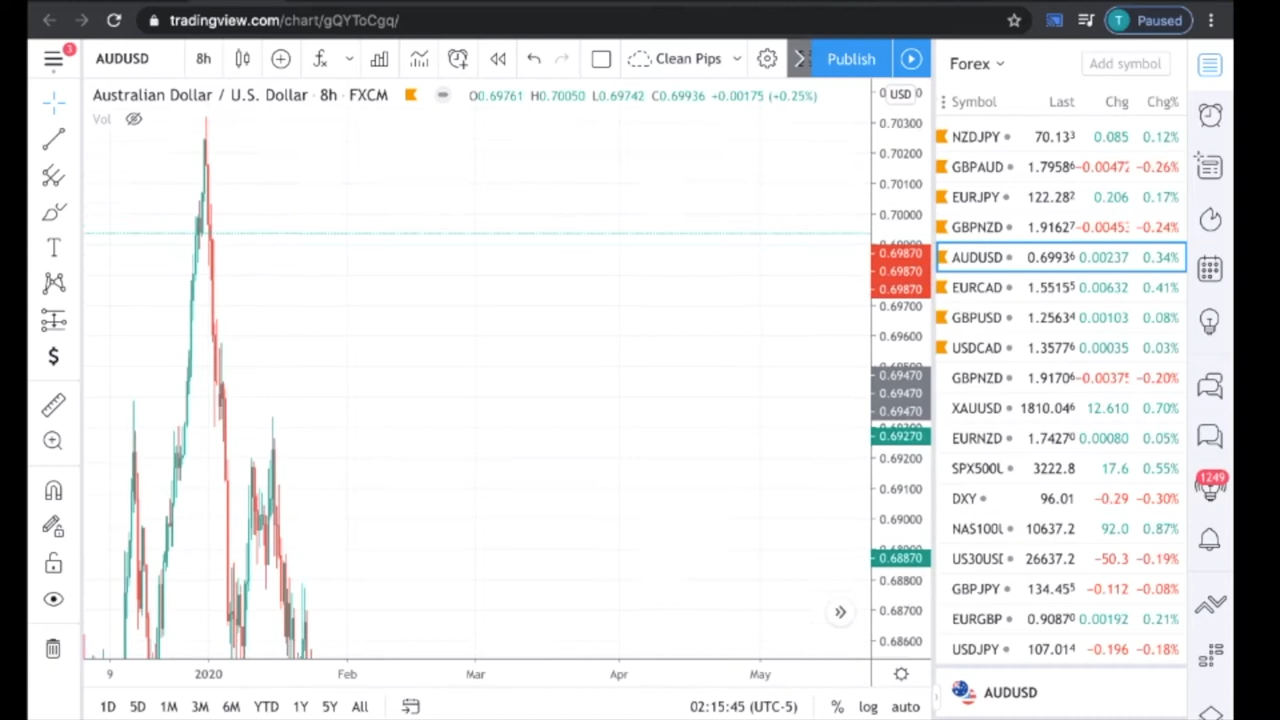 tradingview.com/chart/gQYToCgq/
T Paused
3
AUDUSD 8h Clean Pips Publish
Forex Add symbol
Australian Dollar / U.S. Dollar · 8h · FXCM O0.69761 H0.70050 L0.69742 C0.69936 +0.00175 (+0.25%)
Vol
USD
Symbol Last Chg Chg%
NZDJPY 70.133 0.085 0.12%
GBPAUD 1.79586 −0.00472 −0.26%
EURJPY 122.282 0.206 0.17%
GBPNZD 1.91627 −0.00453 −0.24%
AUDUSD 0.69936 0.00237 0.34%
EURCAD 1.55155 0.00632 0.41%
GBPUSD 1.25634 0.00103 0.08%
USDCAD 1.35776 0.00035 0.03%
GBPNZD 1.91706 −0.00375 −0.20%
XAUUSD 1810.046 12.610 0.70%
EURNZD 1.74270 0.00080 0.05%
SPX500U 3222.8 17.6 0.55%
DXY 96.01 −0.29 −0.30%
NAS100U 10637.2 92.0 0.87%
US30USD 26637.2 −50.3 −0.19%
GBPJPY 134.455 −0.112 −0.08%
EURGBP 0.90870 0.00192 0.21%
USDJPY 107.014 −0.196 −0.18%
AUDUSD
1249
0.70300
0.70200
0.70100
0.70000
0.69870
0.69870
0.69870
0.69700
0.69600
0.69470
0.69470
0.69470
0.69270
0.69200
0.69100
0.69000
0.68870
0.68800
0.68700
0.68600
9 2020 Feb Mar Apr May
1D 5D 1M 3M 6M YTD 1Y 5Y All 02:15:45 (UTC-5) % log auto